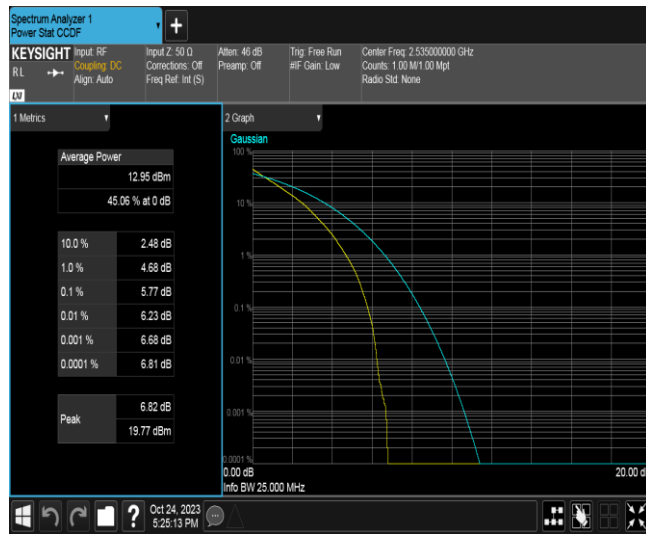 Spectrum Analyzer 1
Power Stat CCDF
KEYSIGHT
RL
LXI
Input: RF
Coupling: DC
Align: Auto
Input Z: 50 Ω
Corrections: Off
Freq Ref: Int (S)
Atten: 46 dB
Preamp: Off
Trig: Free Run
#IF Gain: Low
Center Freq: 2.535000000 GHz
Counts: 1.00 M/1.00 Mpt
Radio Std: None
1 Metrics
Average Power
12.95 dBm
45.06 % at 0 dB
10.0 % 2.48 dB
1.0 % 4.68 dB
0.1 % 5.77 dB
0.01 % 6.23 dB
0.001 % 6.68 dB
0.0001 % 6.81 dB
Peak
6.82 dB
19.77 dBm
2 Graph
Gaussian
100 %
10 %
1 %
0.1 %
0.01 %
0.001 %
0.0001 %
0.00 dB
20.00 d
Info BW 25.000 MHz
?
Oct 24, 2023
5:25:13 PM